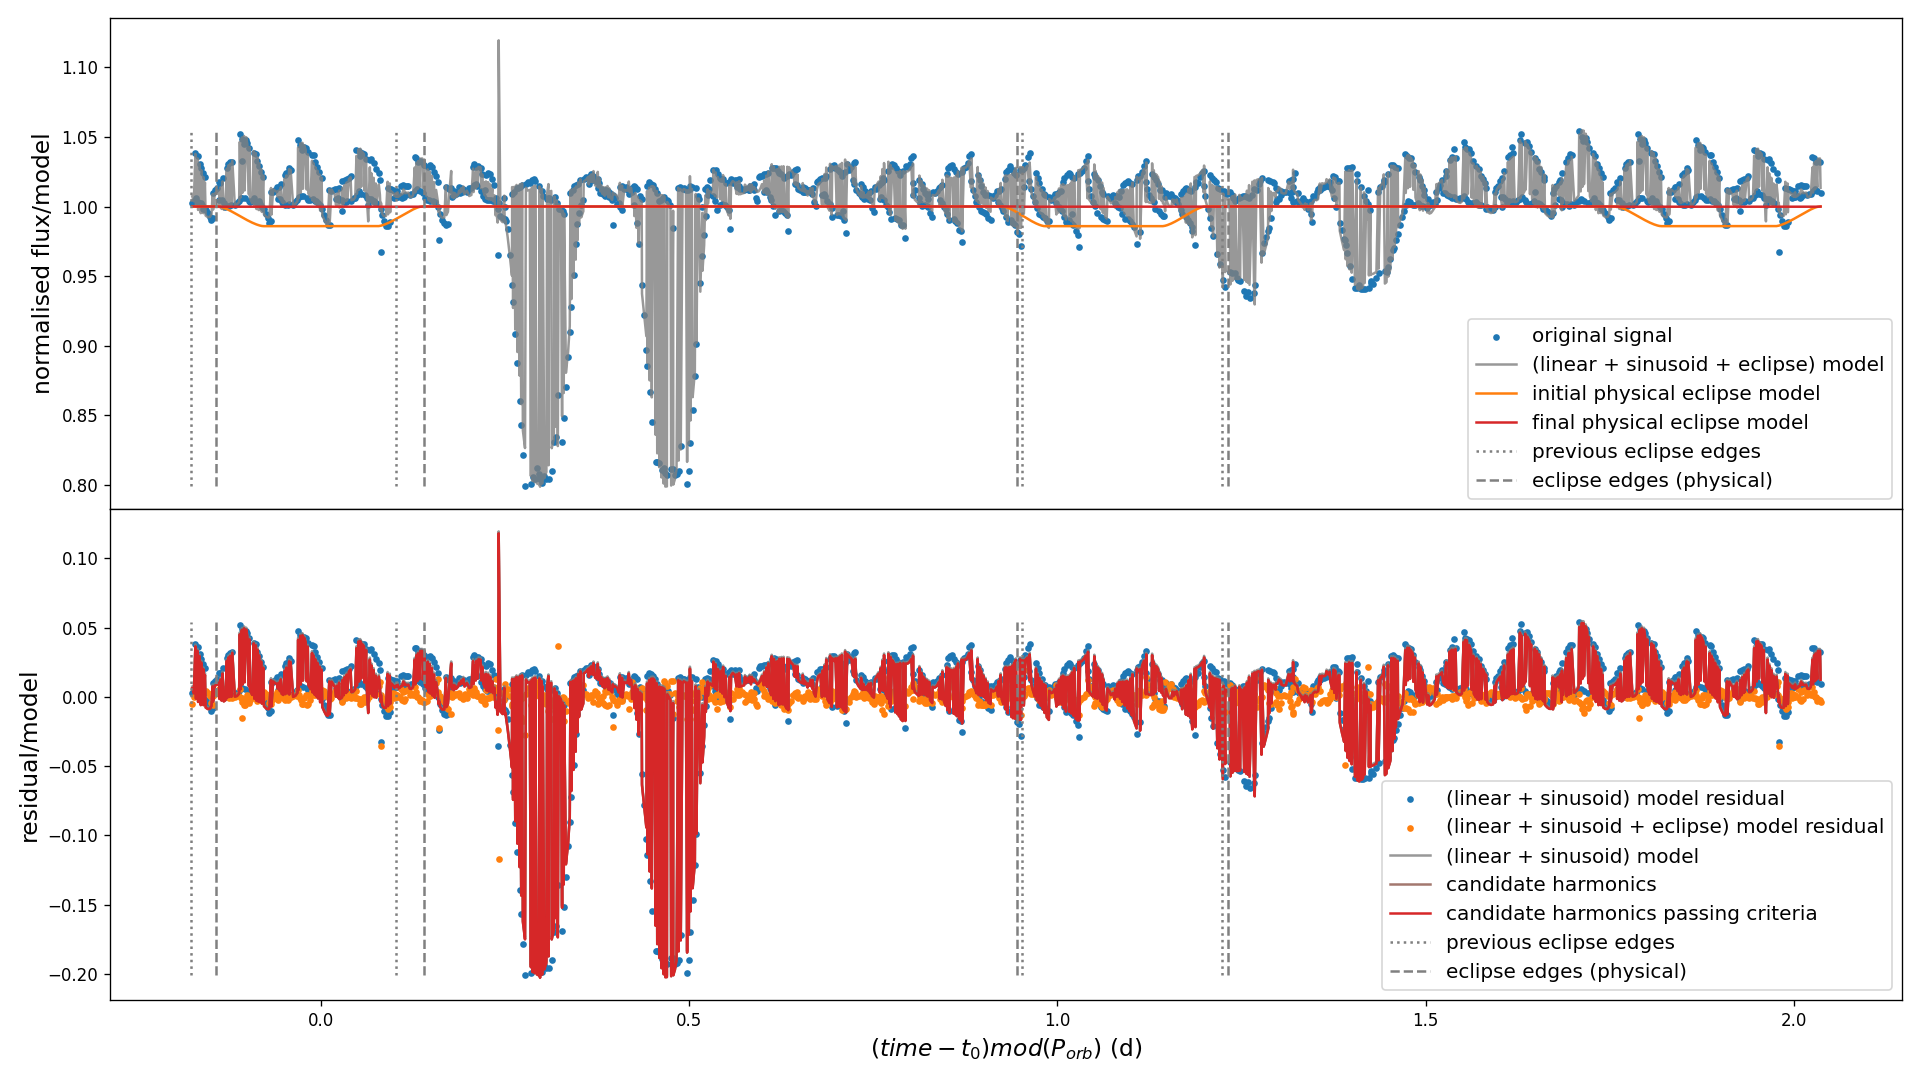 1.10
1.05
1.00
0.95
0.90
0.85
0.80
normalised flux/model
original signal
(linear + sinusoid + eclipse) model
initial physical eclipse model
final physical eclipse model
previous eclipse edges
eclipse edges (physical)
0.10
0.05
0.00
−0.05
−0.10
−0.15
−0.20
residual/model
(linear + sinusoid) model residual
(linear + sinusoid + eclipse) model residual
(linear + sinusoid) model
candidate harmonics
candidate harmonics passing criteria
previous eclipse edges
eclipse edges (physical)
0.0 0.5 1.0 1.5 2.0
(time − t₀)mod(P_orb) (d)